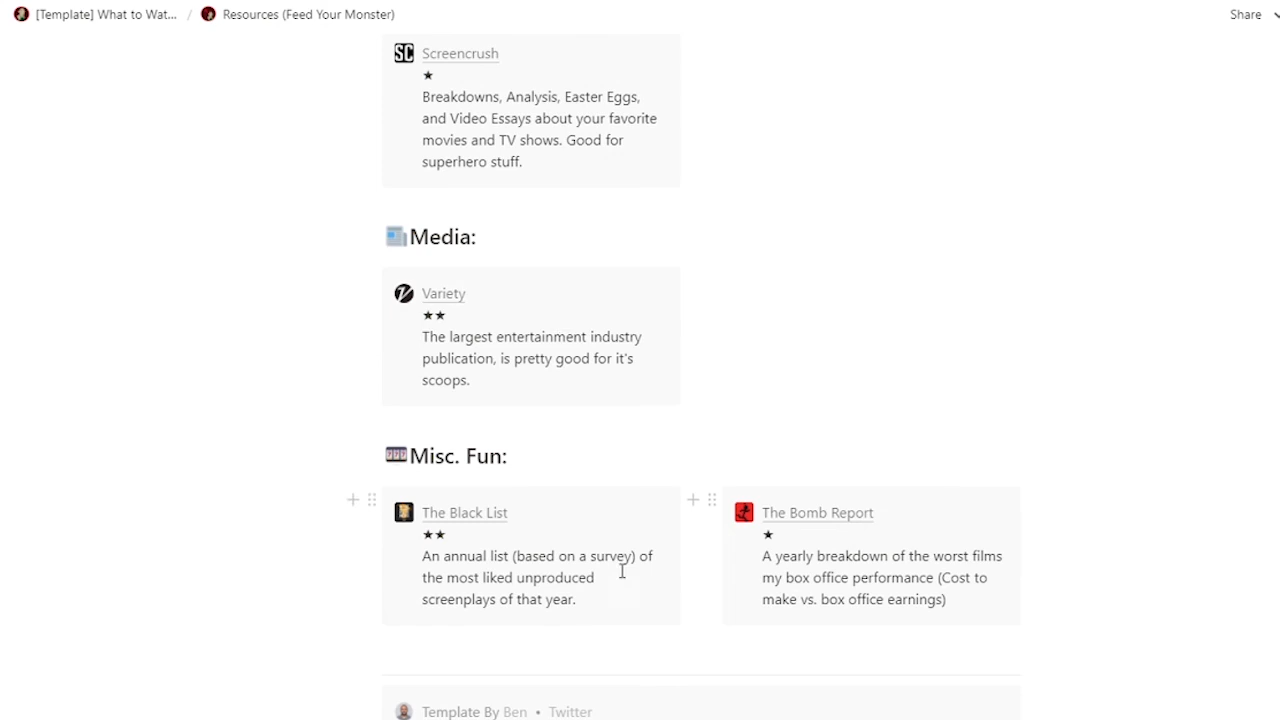 [Template] What to Wat... / Resources (Feed Your Monster) Share
SC Screencrush
★
Breakdowns, Analysis, Easter Eggs,
and Video Essays about your favorite
movies and TV shows. Good for
superhero stuff.
Media:
Variety
★★
The largest entertainment industry
publication, is pretty good for it's
scoops.
Misc. Fun:
The Black List
★★
An annual list (based on a survey) of
the most liked unproduced
screenplays of that year.
The Bomb Report
★
A yearly breakdown of the worst films
my box office performance (Cost to
make vs. box office earnings)
Template By Ben • Twitter